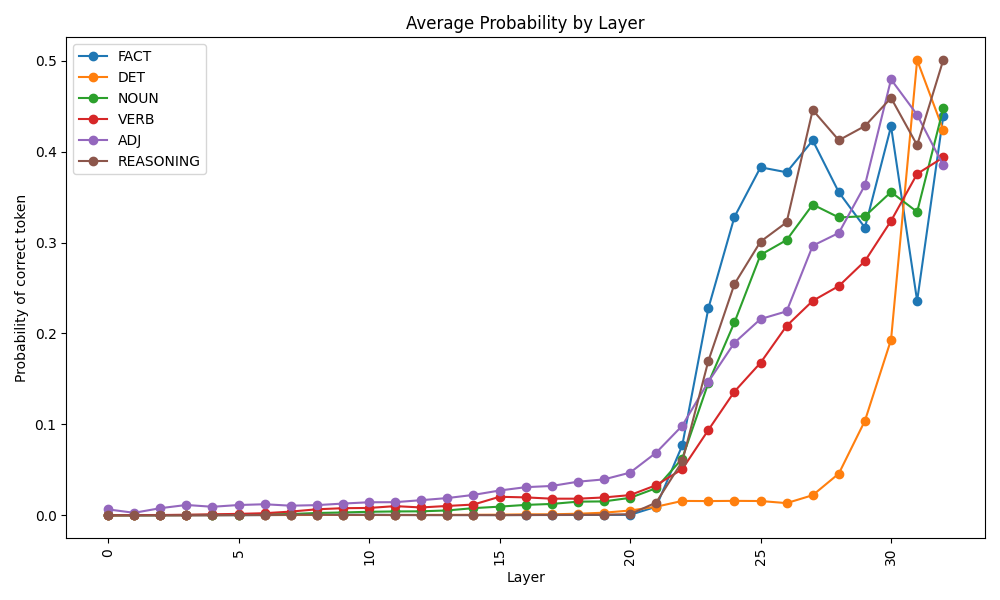 Average Probability by Layer
FACT
DET
NOUN
VERB
ADJ
REASONING
Probability of correct token
0.5
0.4
0.3
0.2
0.1
0.0
0
5
10
15
20
25
30
Layer